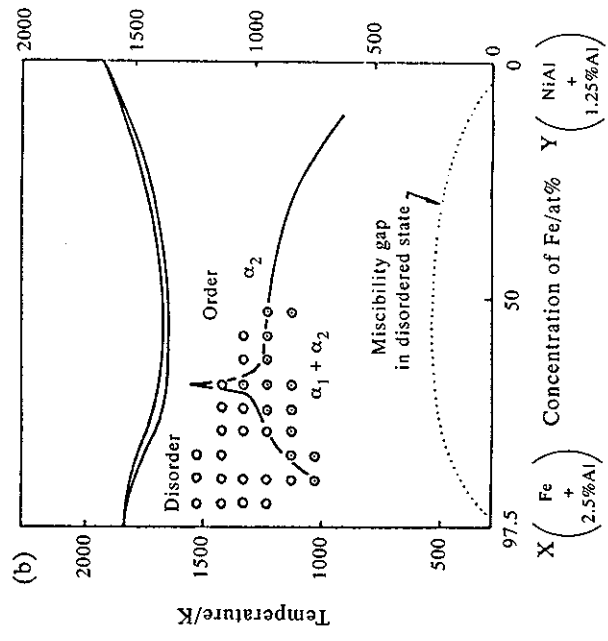 (b)
2000
1500
1000
500
Temperature/K
2000
1500
1000
500
0
Disorder
Order
α₂
α₁ + α₂
Miscibility gap
in disordered state
97.5
50
0
X (Fe + 2.5%Al)
Concentration of Fe/at%
Y (NiAl + 1.25%Al)